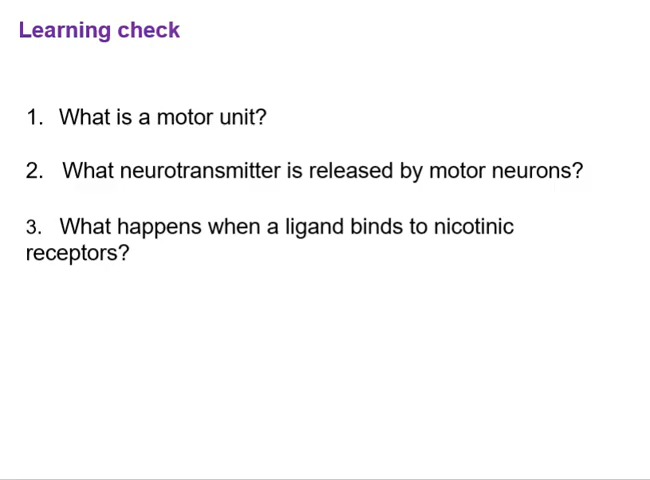 Learning check
1. What is a motor unit?
2. What neurotransmitter is released by motor neurons?
3. What happens when a ligand binds to nicotinic
receptors?